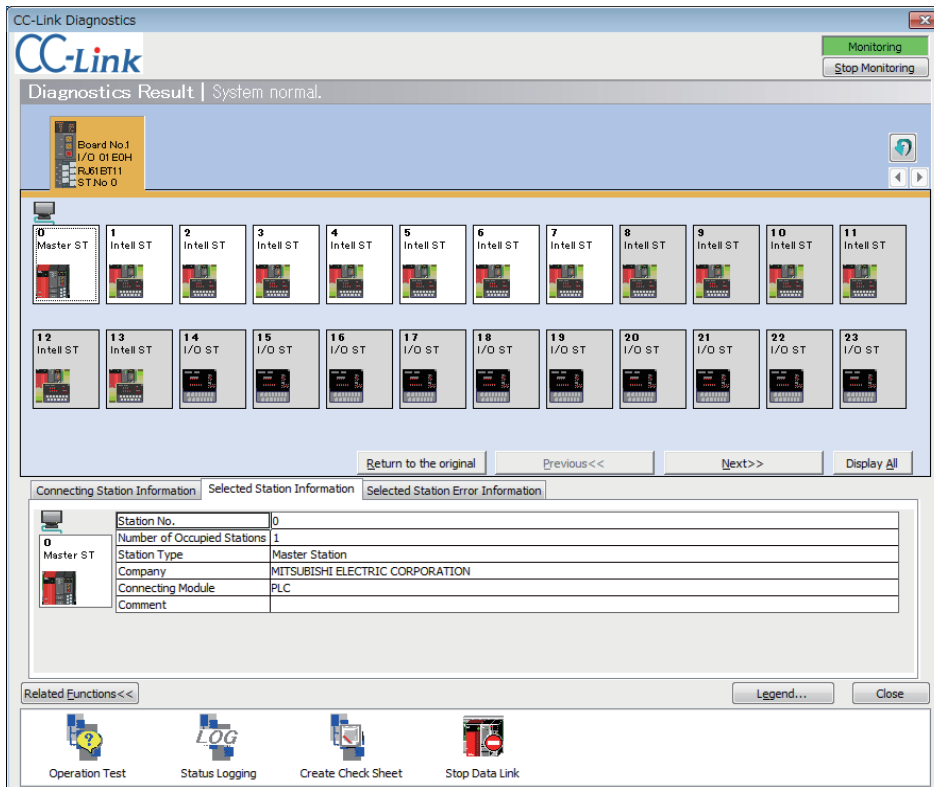 CC-Link Diagnostics
CC-Link
Monitoring
Stop Monitoring
Diagnostics Result | System normal.
Board No.1
I/O 01E0H
RJ61BT11
ST.No 0
0 1 2 3 4 5 6 7 8 9 10 11
Master ST Intell ST Intell ST Intell ST Intell ST Intell ST Intell ST Intell ST Intell ST Intell ST Intell ST Intell ST
12 13 14 15 16 17 18 19 20 21 22 23
Intell ST Intell ST I/O ST I/O ST I/O ST I/O ST I/O ST I/O ST I/O ST I/O ST I/O ST I/O ST
Return to the original Previous<< Next>> Display All
Connecting Station Information Selected Station Information Selected Station Error Information
0
Master ST
Station No. 0
Number of Occupied Stations 1
Station Type Master Station
Company MITSUBISHI ELECTRIC CORPORATION
Connecting Module PLC
Comment
Related Functions<< Legend... Close
LOG
Operation Test Status Logging Create Check Sheet Stop Data Link